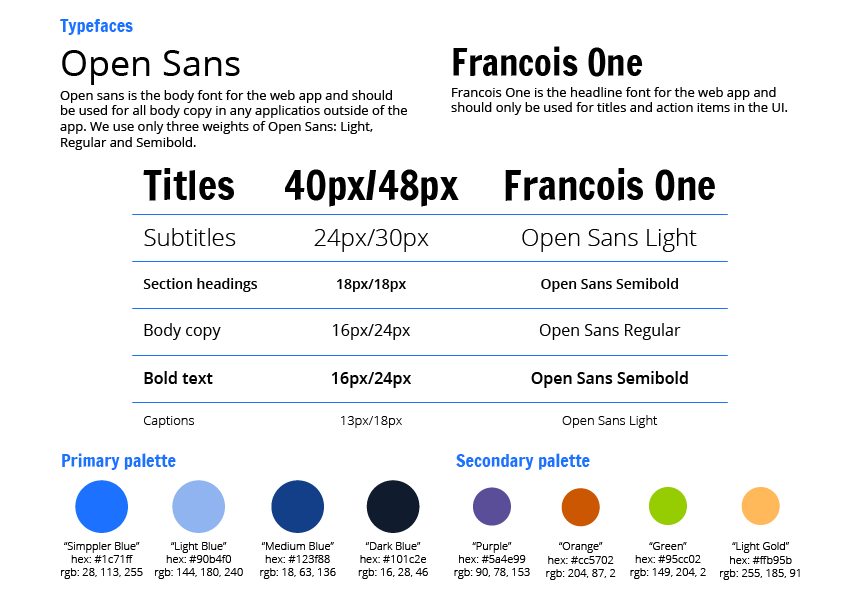 Typefaces
Open Sans
Open sans is the body font for the web app and should
be used for all body copy in any applicatios outside of the
app. We use only three weights of Open Sans: Light,
Regular and Semibold.
Francois One
Francois One is the headline font for the web app and
should only be used for titles and action items in the UI.
Titles 40px/48px Francois One
Subtitles 24px/30px Open Sans Light
Section headings 18px/18px Open Sans Semibold
Body copy 16px/24px Open Sans Regular
Bold text 16px/24px Open Sans Semibold
Captions 13px/18px Open Sans Light
Primary palette
“Simppler Blue”
hex: #1c71ff
rgb: 28, 113, 255
“Light Blue”
hex: #90b4f0
rgb: 144, 180, 240
“Medium Blue”
hex: #123f88
rgb: 18, 63, 136
“Dark Blue”
hex: #101c2e
rgb: 16, 28, 46
Secondary palette
“Purple”
hex: #5a4e99
rgb: 90, 78, 153
“Orange”
hex: #cc5702
rgb: 204, 87, 2
“Green”
hex: #95cc02
rgb: 149, 204, 2
“Light Gold”
hex: #ffb95b
rgb: 255, 185, 91